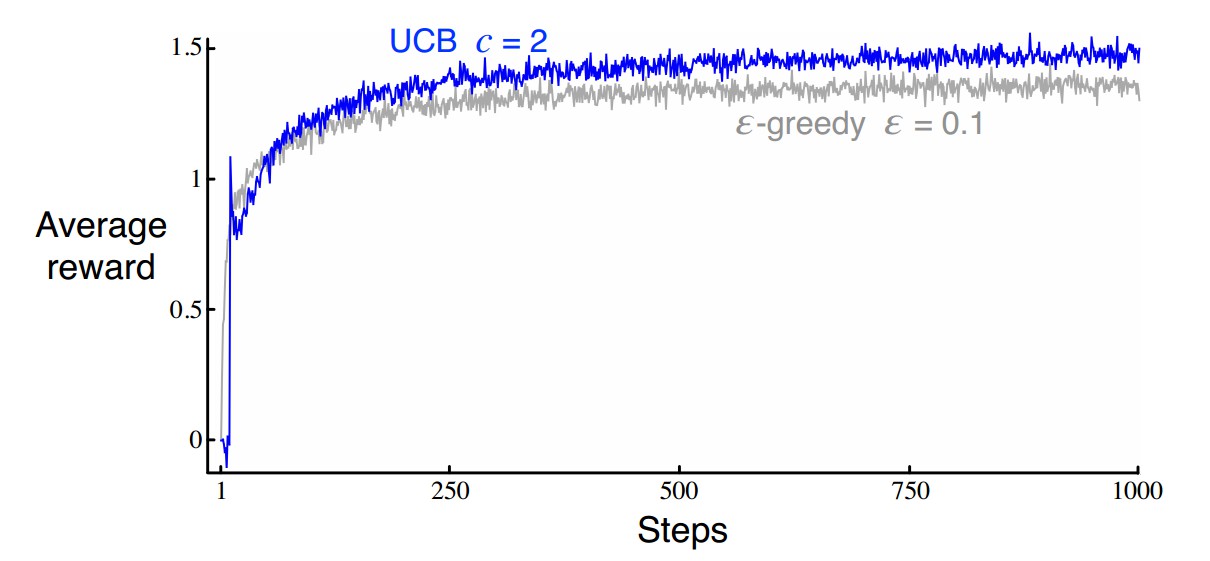 UCB c = 2
1.5
ε-greedy ε = 0.1
1
Average
reward
0.5
0
1 250 500 750 1000
Steps